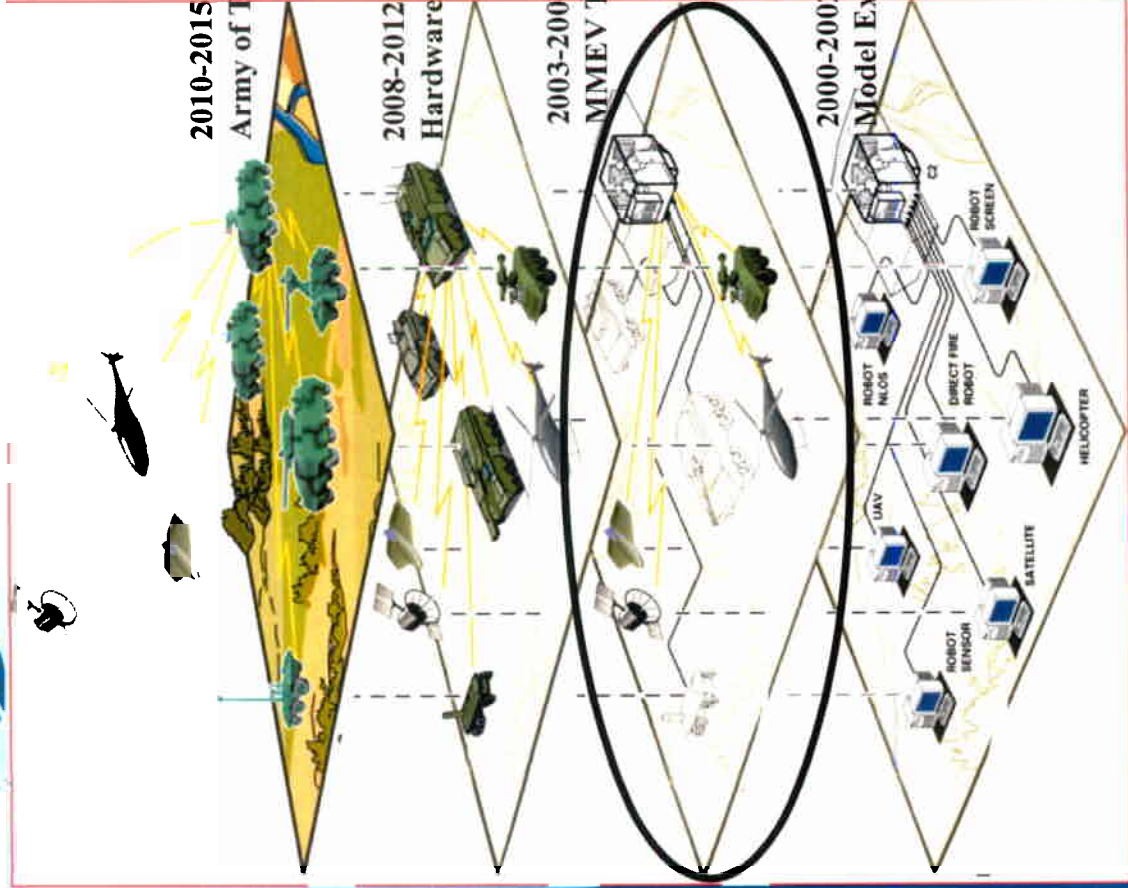 2010-2015
Army of T
2008-2012
Hardware
2003-200
MMEV T
2000-200
Model Ex
C2
ROBOT
SCREEN
ROBOT
NLOS
DIRECT FIRE
ROBOT
HELICOPTER
UAV
SATELLITE
ROBOT
SENSOR